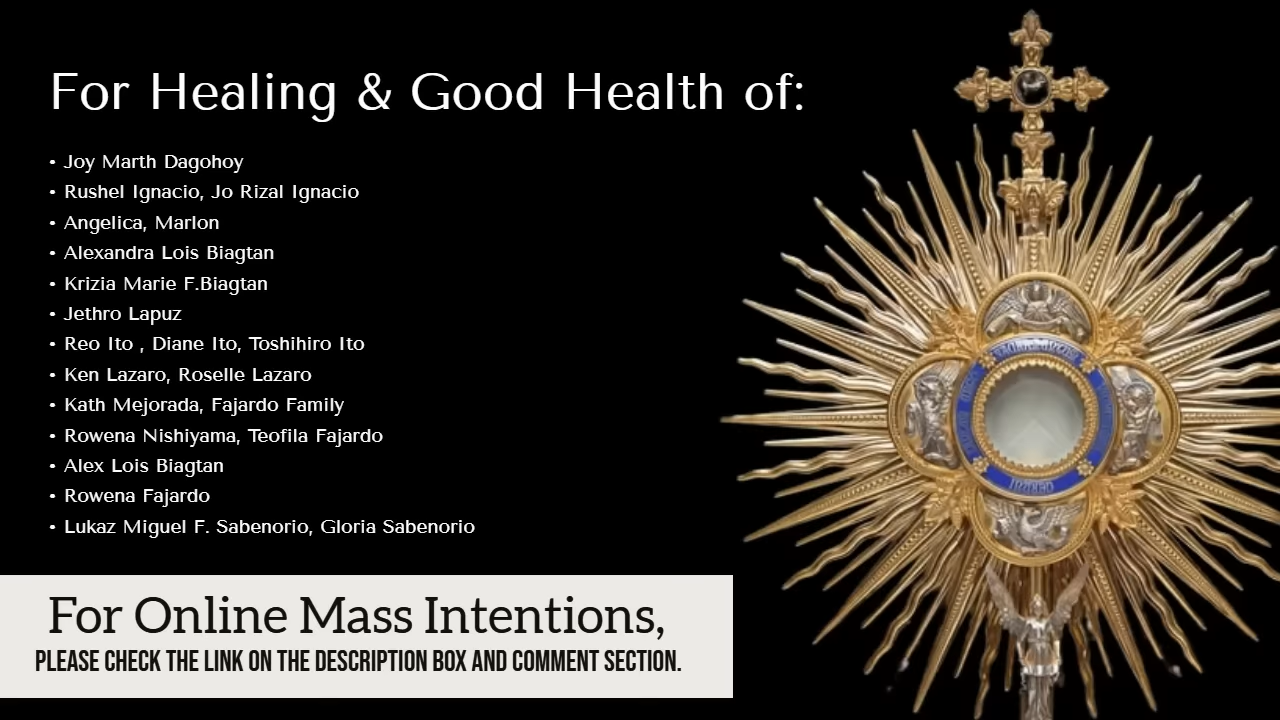 For Healing & Good Health of:
• Joy Marth Dagohoy
• Rushel Ignacio, Jo Rizal Ignacio
• Angelica, Marlon
• Alexandra Lois Biagtan
• Krizia Marie F.Biagtan
• Jethro Lapuz
• Reo Ito , Diane Ito, Toshihiro Ito
• Ken Lazaro, Roselle Lazaro
• Kath Mejorada, Fajardo Family
• Rowena Nishiyama, Teofila Fajardo
• Alex Lois Biagtan
• Rowena Fajardo
• Lukaz Miguel F. Sabenorio, Gloria Sabenorio
For Online Mass Intentions,
PLEASE CHECK THE LINK ON THE DESCRIPTION BOX AND COMMENT SECTION.